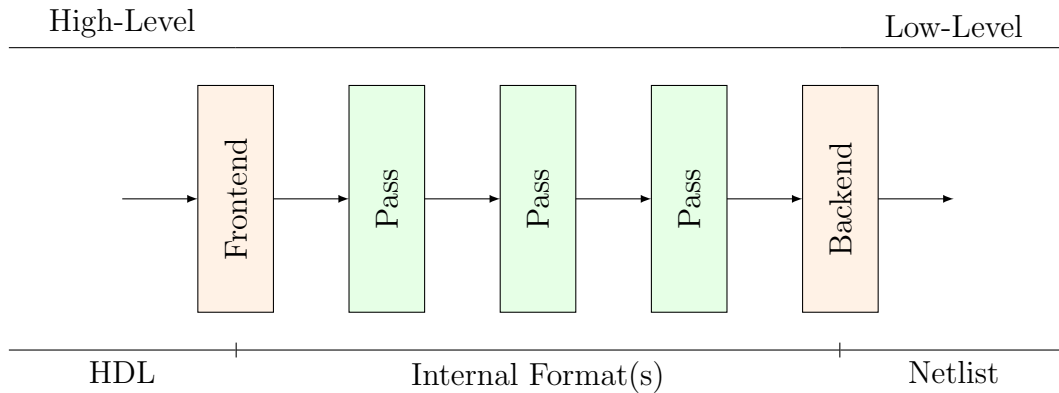 High-Level
Low-Level
Frontend
Pass
Pass
Pass
Backend
HDL
Internal Format(s)
Netlist